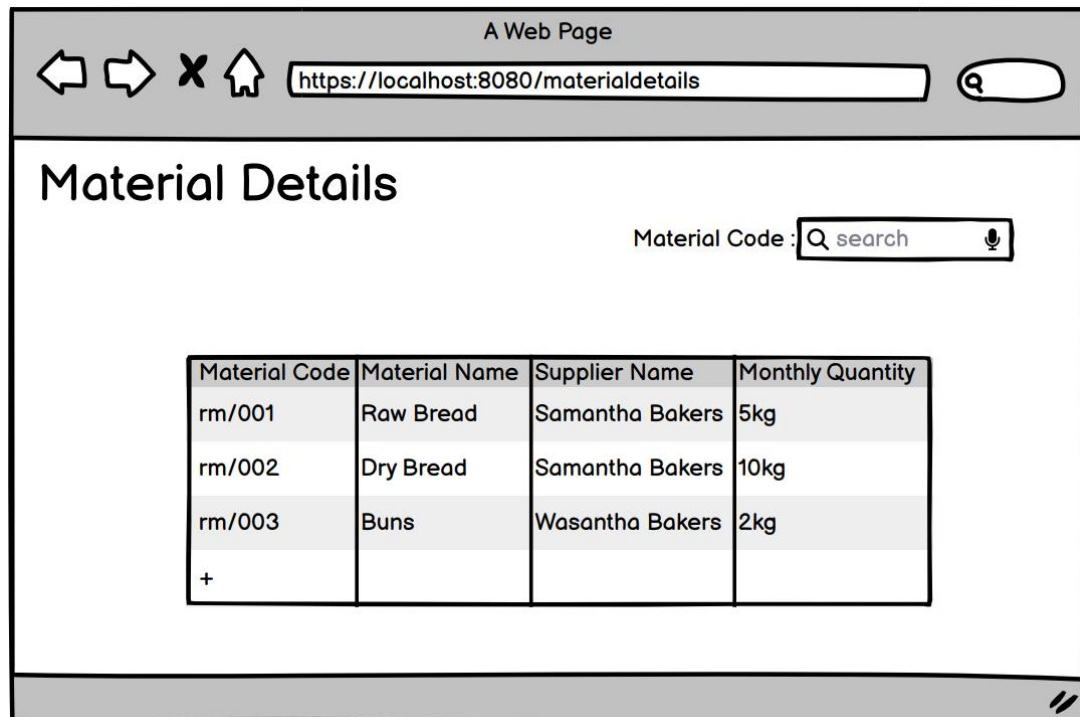 A Web Page
https://localhost:8080/materialdetails
Material Details
Material Code : search
Material Code Material Name Supplier Name Monthly Quantity
rm/001 Raw Bread Samantha Bakers 5kg
rm/002 Dry Bread Samantha Bakers 10kg
rm/003 Buns Wasantha Bakers 2kg
+